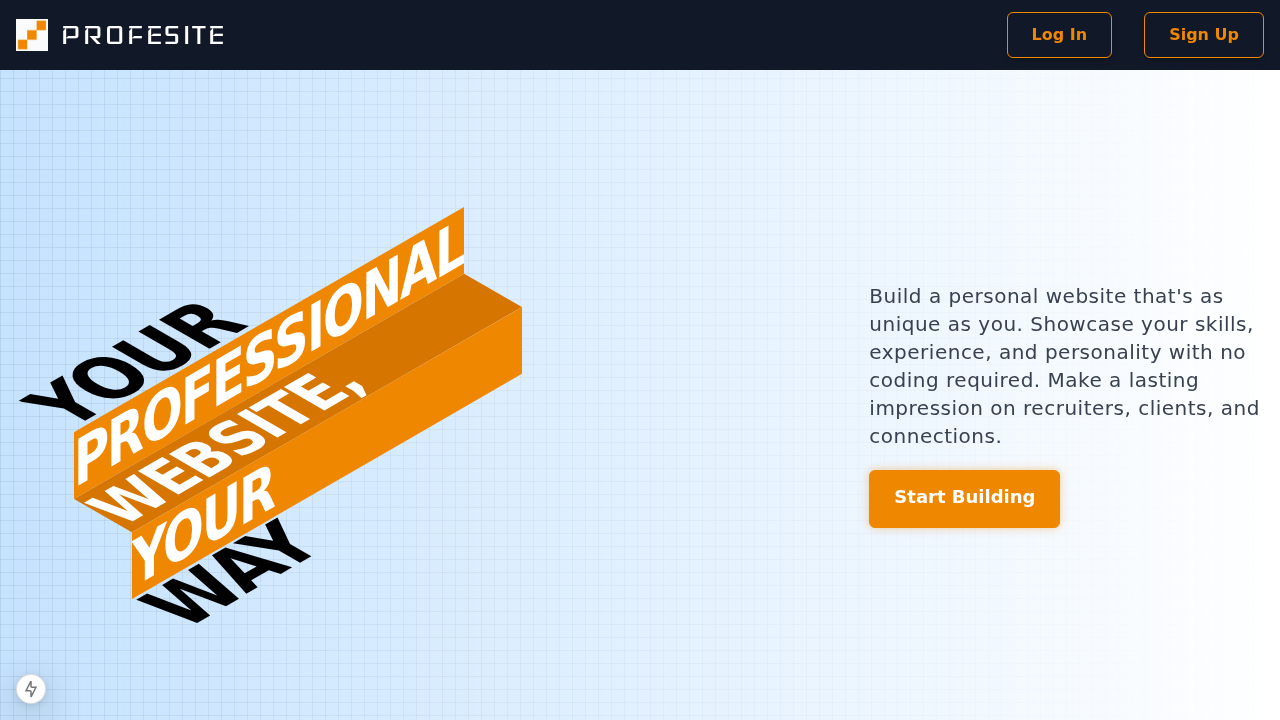 PROFESITE
Log In
Sign Up
YOUR
PROFESSIONAL
WEBSITE,
YOUR
WAY
Build a personal website that's as
unique as you. Showcase your skills,
experience, and personality with no
coding required. Make a lasting
impression on recruiters, clients, and
connections.
Start Building